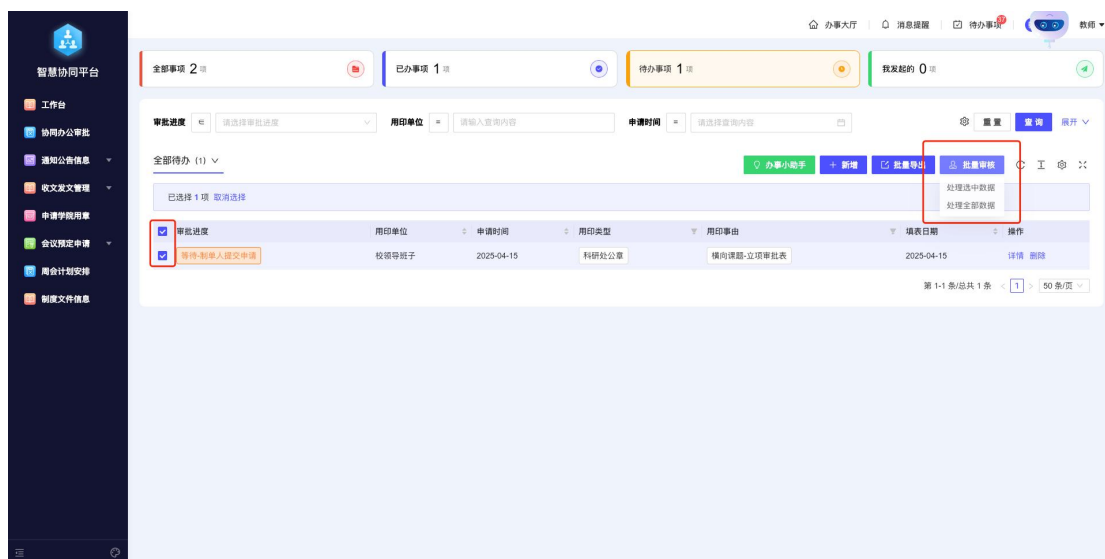 办事大厅 消息提醒 待办事项 37 教师
智慧协同平台
工作台
协同办公审批
通知公告信息
收文发文管理
申请学院用章
会议预定申请
周会计划安排
制度文件信息
全部事项 2 项 已办事项 1 项 待办事项 1 项 我发起的 0 项
审批进度 ∈ 请选择审批进度 用印单位 = 请输入查询内容 申请时间 = 请选择查询内容 重置 查询 展开
全部待办 (1) 办事小助手 + 新增 批量导出 批量审核
处理选中数据
处理全部数据
已选择 1 项 取消选择
审批进度 用印单位 申请时间 用印类型 用印事由 填表日期 操作
等待-制单人提交申请 校领导班子 2025-04-15 科研处公章 横向课题-立项审批表 2025-04-15 详情 删除
第 1-1 条/总共 1 条 < 1 > 50 条/页